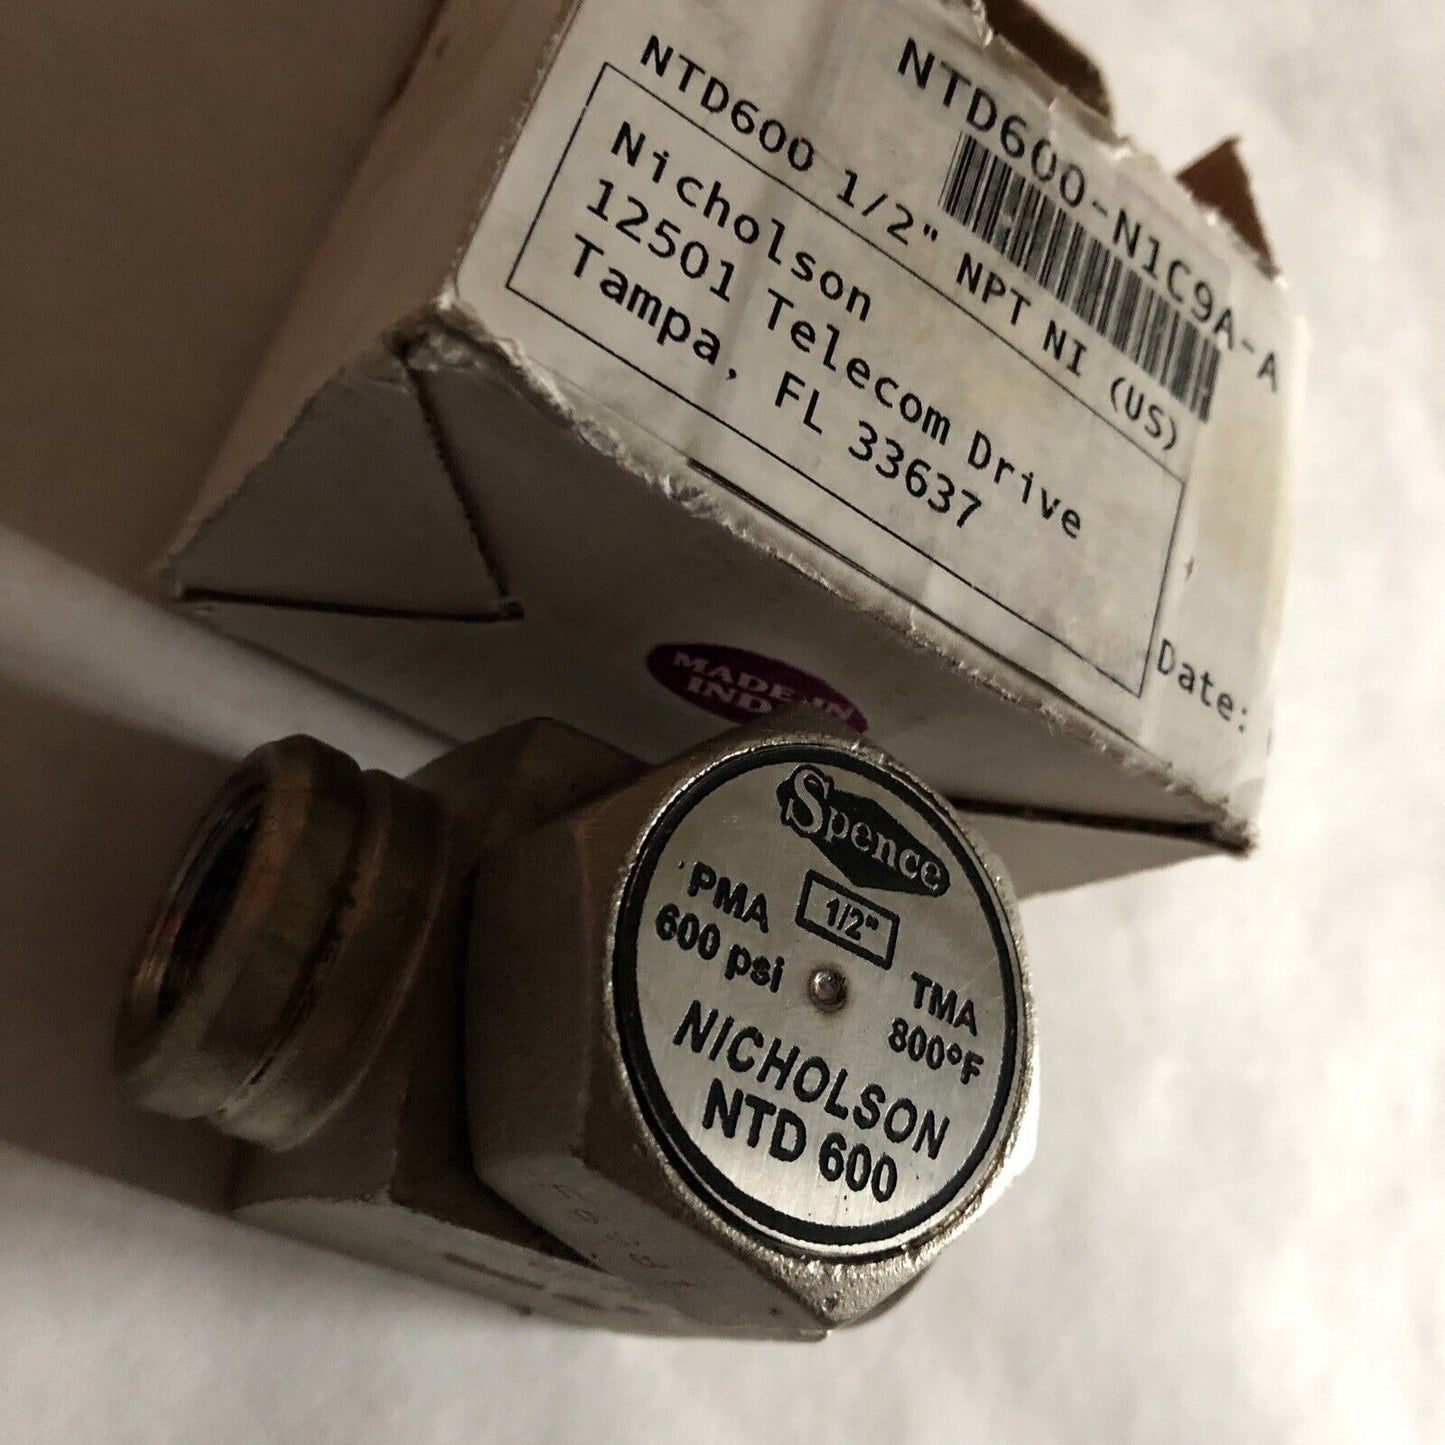 NTD600-N1C9A-A
NTD600 1/2" NPT NI (US)
Nicholson
12501 Telecom Drive
Tampa, FL 33637
Date:
MADE IN
Spence
1/2"
PMA
600 psi
TMA
800°F
NICHOLSON
NTD 600